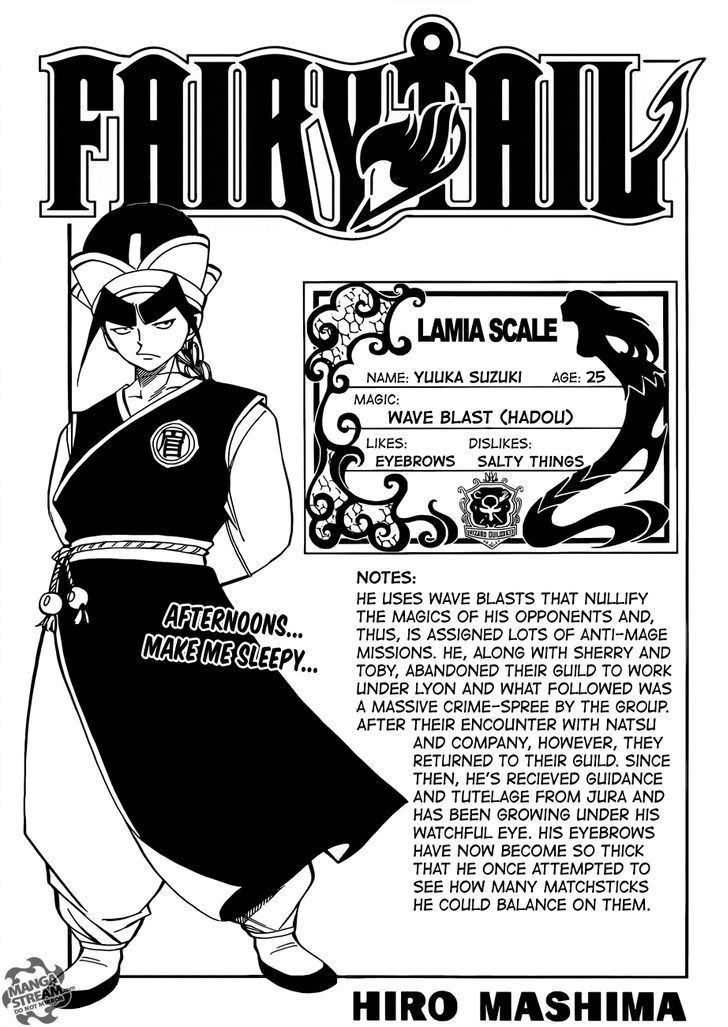 FAIRY TAIL
LAMIA SCALE
NAME: YUUKA SUZUKI AGE: 25
MAGIC:
WAVE BLAST (HADOU)
LIKES: DISLIKES:
EYEBROWS SALTY THINGS
WIZARD GUILD
NOTES:
HE USES WAVE BLASTS THAT NULLIFY
THE MAGICS OF HIS OPPONENTS AND,
THUS, IS ASSIGNED LOTS OF ANTI-MAGE
MISSIONS. HE, ALONG WITH SHERRY AND
TOBY, ABANDONED THEIR GUILD TO WORK
UNDER LYON AND WHAT FOLLOWED WAS
A MASSIVE CRIME-SPREE BY THE GROUP.
AFTER THEIR ENCOUNTER WITH NATSU
AND COMPANY, HOWEVER, THEY
RETURNED TO THEIR GUILD. SINCE
THEN, HE'S RECIEVED GUIDANCE
AND TUTELAGE FROM JURA AND
HAS BEEN GROWING UNDER HIS
WATCHFUL EYE. HIS EYEBROWS
HAVE NOW BECOME SO THICK
THAT HE ONCE ATTEMPTED TO
SEE HOW MANY MATCHSTICKS
HE COULD BALANCE ON THEM.
AFTERNOONS...
MAKE ME SLEEPY...
MANGA
STREAM.com
DO NOT MIRROR
HIRO MASHIMA